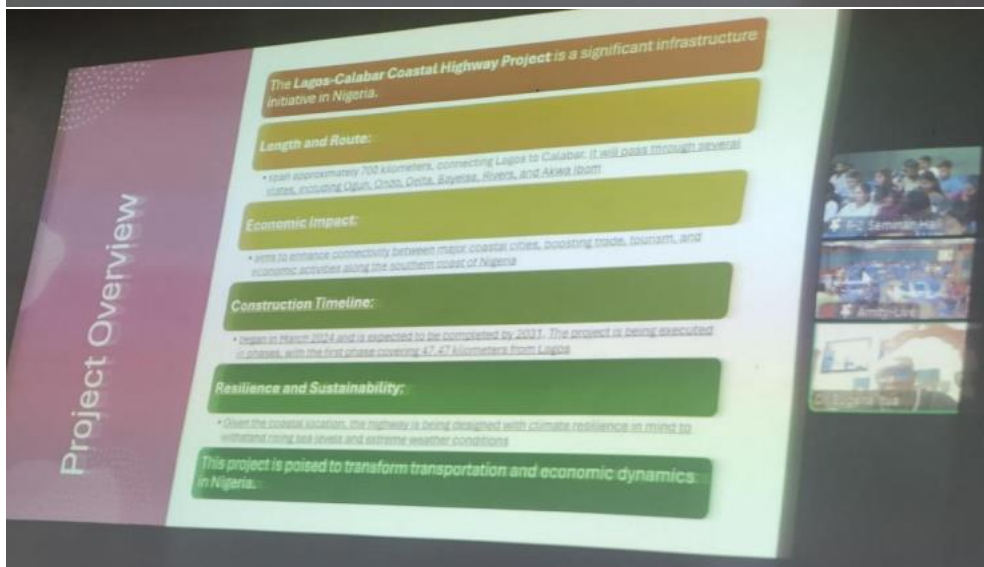 Project Overview
The Lagos-Calabar Coastal Highway Project is a significant infrastructure
initiative in Nigeria.
Length and Route:
• span approximately 700 kilometers, connecting Lagos to Calabar. It will pass through several
states, including Ogun, Ondo, Delta, Bayelsa, Rivers, and Akwa Ibom
Economic Impact:
• aims to enhance connectivity between major coastal cities, boosting trade, tourism, and
economic activities along the southern coast of Nigeria
Construction Timeline:
• began in March 2024 and is expected to be completed by 2031. The project is being executed
in phases, with the first phase covering 47.47 kilometers from Lagos
Resilience and Sustainability:
• Given the coastal location, the highway is being designed with climate resilience in mind to
withstand rising sea levels and extreme weather conditions
This project is poised to transform transportation and economic dynamics
in Nigeria.
Seminar Hall
Amity-Live